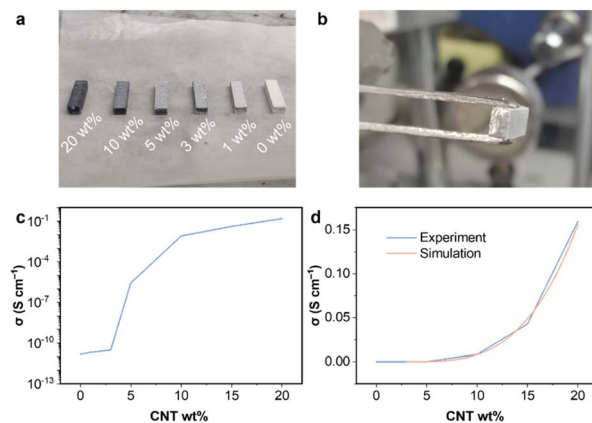 a
b
20 wt%
10 wt%
5 wt%
3 wt%
1 wt%
0 wt%
c
d
10⁻¹
10⁻⁴
10⁻⁷
10⁻¹⁰
10⁻¹³
σ (S cm⁻¹)
0
5
10
15
20
CNT wt%
Experiment
Simulation
0.15
0.10
0.05
0.00
σ (S cm⁻¹)
0
5
10
15
20
CNT wt%